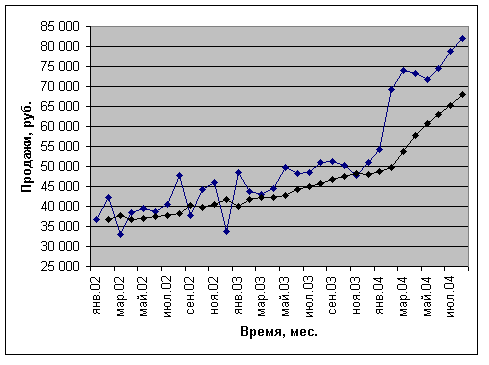 85 000
80 000
75 000
70 000
65 000
60 000
55 000
50 000
45 000
40 000
35 000
30 000
25 000
Продажи, руб.
янв.02
мар.02
май.02
июл.02
сен.02
ноя.02
янв.03
мар.03
май.03
июл.03
сен.03
ноя.03
янв.04
мар.04
май.04
июл.04
Время, мес.